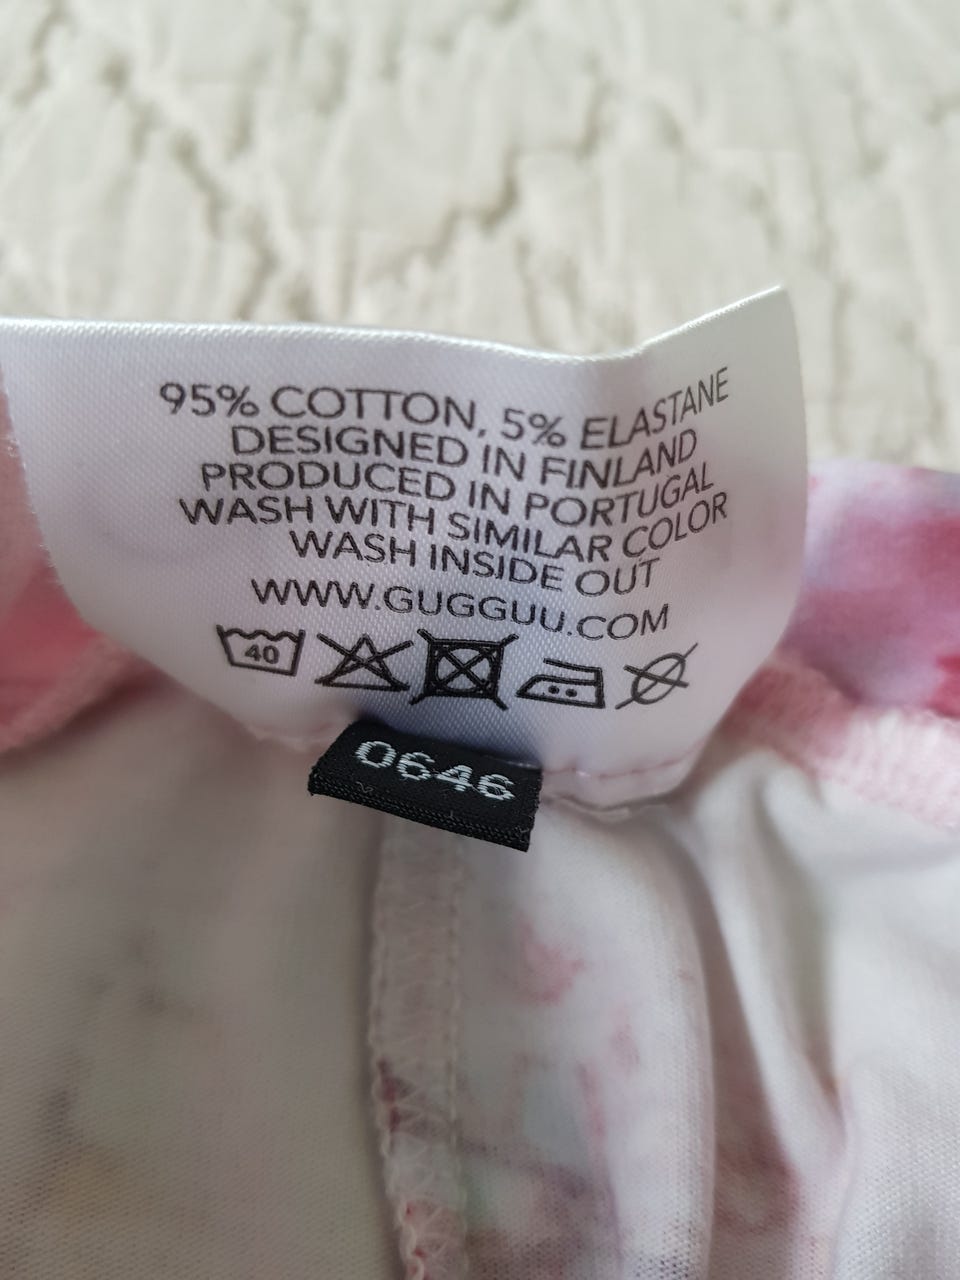 95% COTTON, 5% ELASTANE
DESIGNED IN FINLAND
PRODUCED IN PORTUGAL
WASH WITH SIMILAR COLOR
WASH INSIDE OUT
WWW.GUGGUU.COM
40
0646